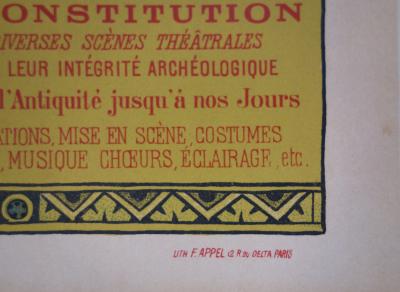 ONSTITUTION
IVERSES SCÈNES THÉÂTRALES
LEUR INTÉGRITÉ ARCHÉOLOGIQUE
l'Antiquité jusqu'à nos Jours
ATIONS, MISE EN SCÈNE, COSTUMES
, MUSIQUE CHŒURS, ÉCLAIRAGE, etc.
LITH F. APPEL 12 R. DU DELTA PARIS